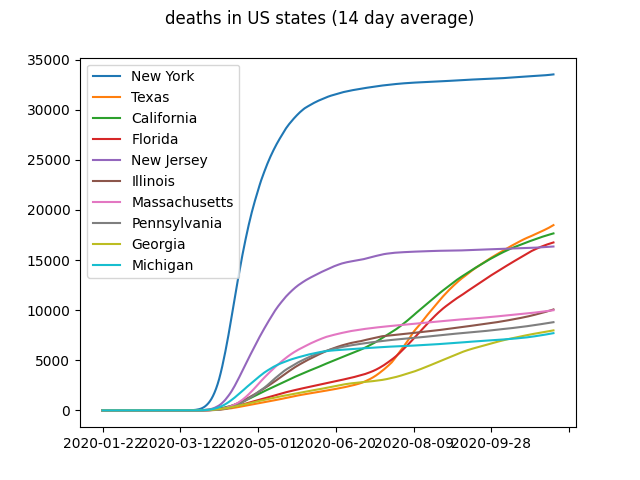 deaths in US states (14 day average)
35000
30000
25000
20000
15000
10000
5000
0
New York
Texas
California
Florida
New Jersey
Illinois
Massachusetts
Pennsylvania
Georgia
Michigan
2020-01-22 2020-03-12 2020-05-01 2020-06-20 2020-08-09 2020-09-28